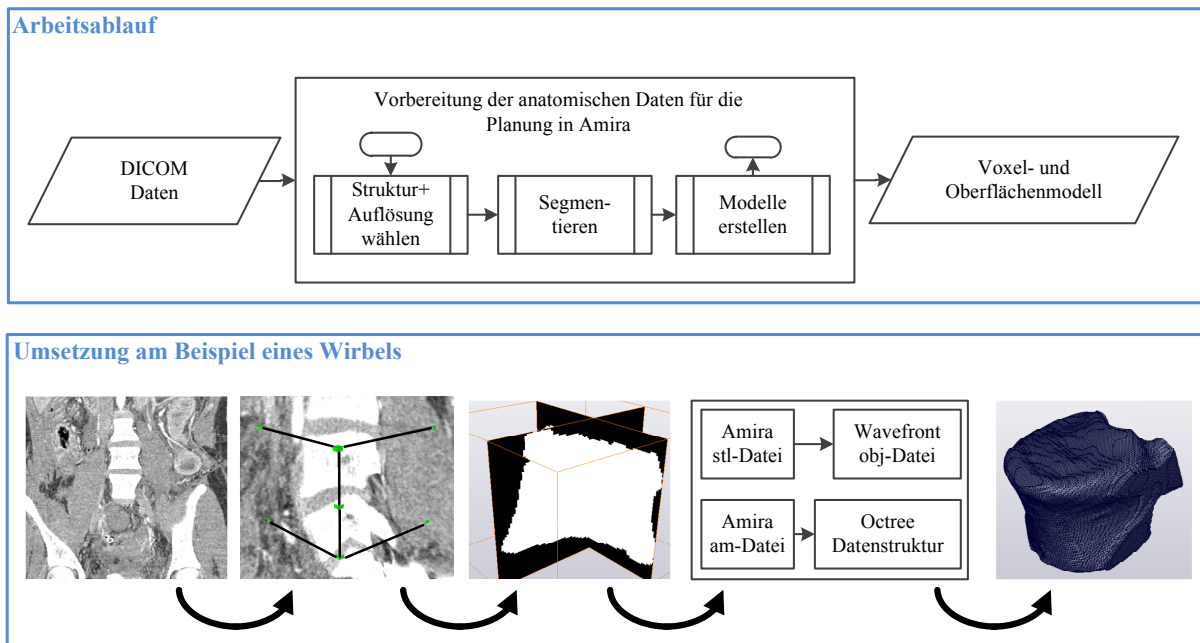 Arbeitsablauf
Vorbereitung der anatomischen Daten für die
Planung in Amira
DICOM
Daten
Struktur+
Auflösung
wählen
Segmen-
tieren
Modelle
erstellen
Voxel- und
Oberflächenmodell
Umsetzung am Beispiel eines Wirbels
Amira
stl-Datei
Wavefront
obj-Datei
Amira
am-Datei
Octree
Datenstruktur